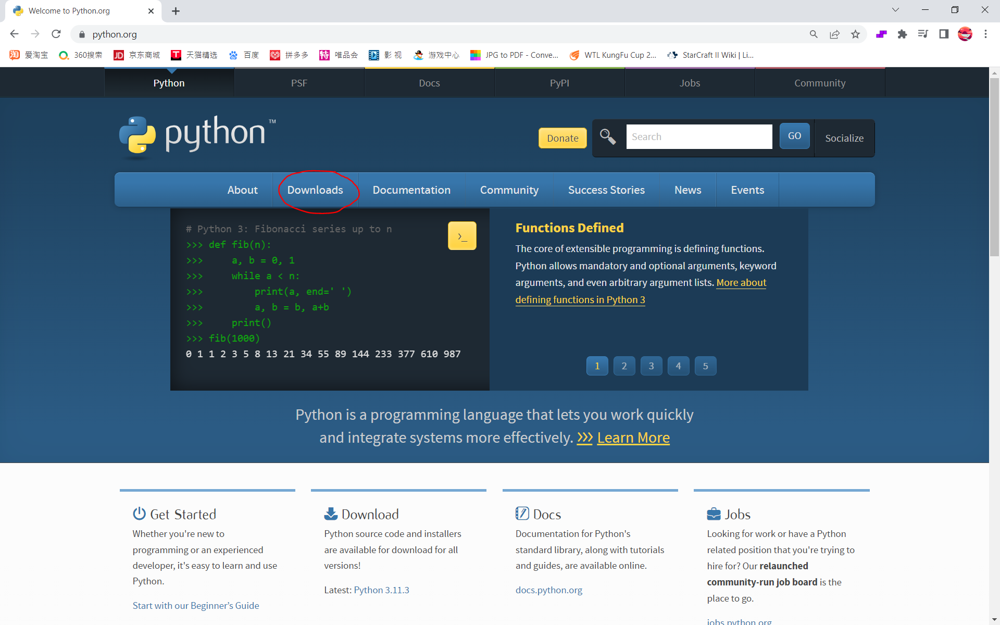 Welcome to Python.org
python.org
爱淘宝 360搜索 京东商城 天猫精选 百度 拼多多 唯品会 影 视 游戏中心 JPG to PDF - Conve... WTL KungFu Cup 2... StarCraft II Wiki | Li...
Python PSF Docs PyPI Jobs Community
python™
Donate Search GO Socialize
About Downloads Documentation Community Success Stories News Events
# Python 3: Fibonacci series up to n
>>> def fib(n):
>>>     a, b = 0, 1
>>>     while a < n:
>>>         print(a, end=' ')
>>>         a, b = b, a+b
>>>     print()
>>> fib(1000)
0 1 1 2 3 5 8 13 21 34 55 89 144 233 377 610 987
>_
Functions Defined
The core of extensible programming is defining functions.
Python allows mandatory and optional arguments, keyword
arguments, and even arbitrary argument lists. More about
defining functions in Python 3
1 2 3 4 5
Python is a programming language that lets you work quickly
and integrate systems more effectively. >>> Learn More
Get Started
Whether you're new to
programming or an experienced
developer, it's easy to learn and use
Python.
Start with our Beginner’s Guide
Download
Python source code and installers
are available for download for all
versions!
Latest: Python 3.11.3
Docs
Documentation for Python's
standard library, along with tutorials
and guides, are available online.
docs.python.org
Jobs
Looking for work or have a Python
related position that you're trying to
hire for? Our relaunched
community-run job board is the
place to go.
jobs.python.org